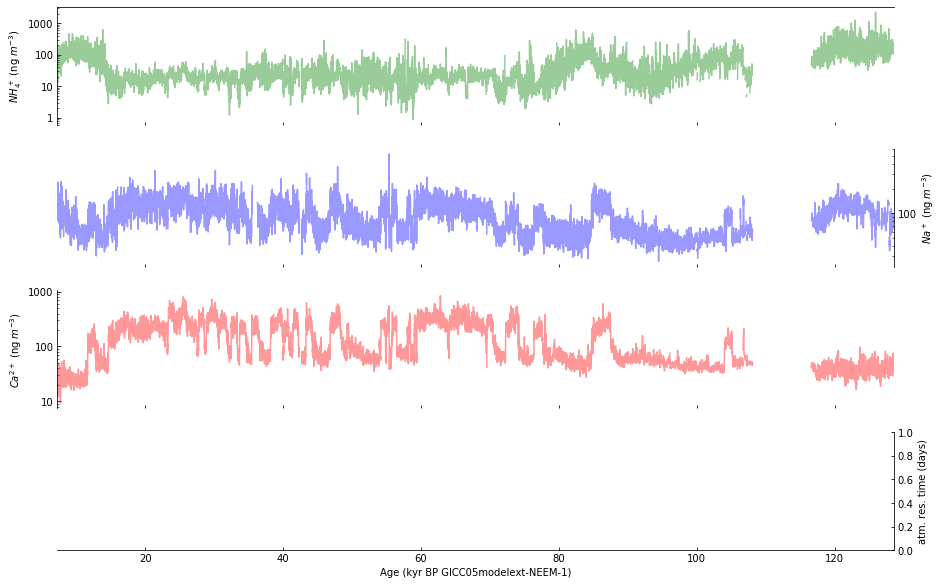 1000
100
10
1
NH₄⁺ (ng m⁻³)
100
Na⁺ (ng m⁻³)
1000
100
10
Ca²⁺ (ng m⁻³)
1.0
0.8
0.6
0.4
0.2
0.0
atm. res. time (days)
20 40 60 80 100 120
Age (kyr BP GICC05modelext-NEEM-1)